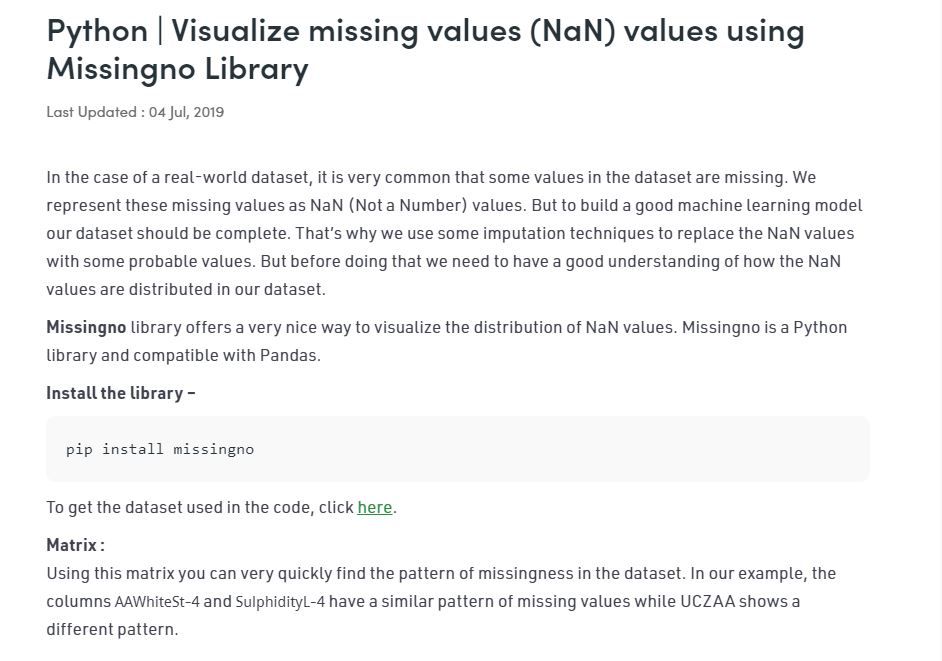 Python | Visualize missing values (NaN) values using
Missingno Library
Last Updated : 04 Jul, 2019
In the case of a real-world dataset, it is very common that some values in the dataset are missing. We
represent these missing values as NaN (Not a Number) values. But to build a good machine learning model
our dataset should be complete. That's why we use some imputation techniques to replace the NaN values
with some probable values. But before doing that we need to have a good understanding of how the NaN
values are distributed in our dataset.
Missingno library offers a very nice way to visualize the distribution of NaN values. Missingno is a Python
library and compatible with Pandas.
Install the library –
pip install missingno
To get the dataset used in the code, click here.
Matrix :
Using this matrix you can very quickly find the pattern of missingness in the dataset. In our example, the
columns AAWhiteSt-4 and SulphidityL-4 have a similar pattern of missing values while UCZAA shows a
different pattern.